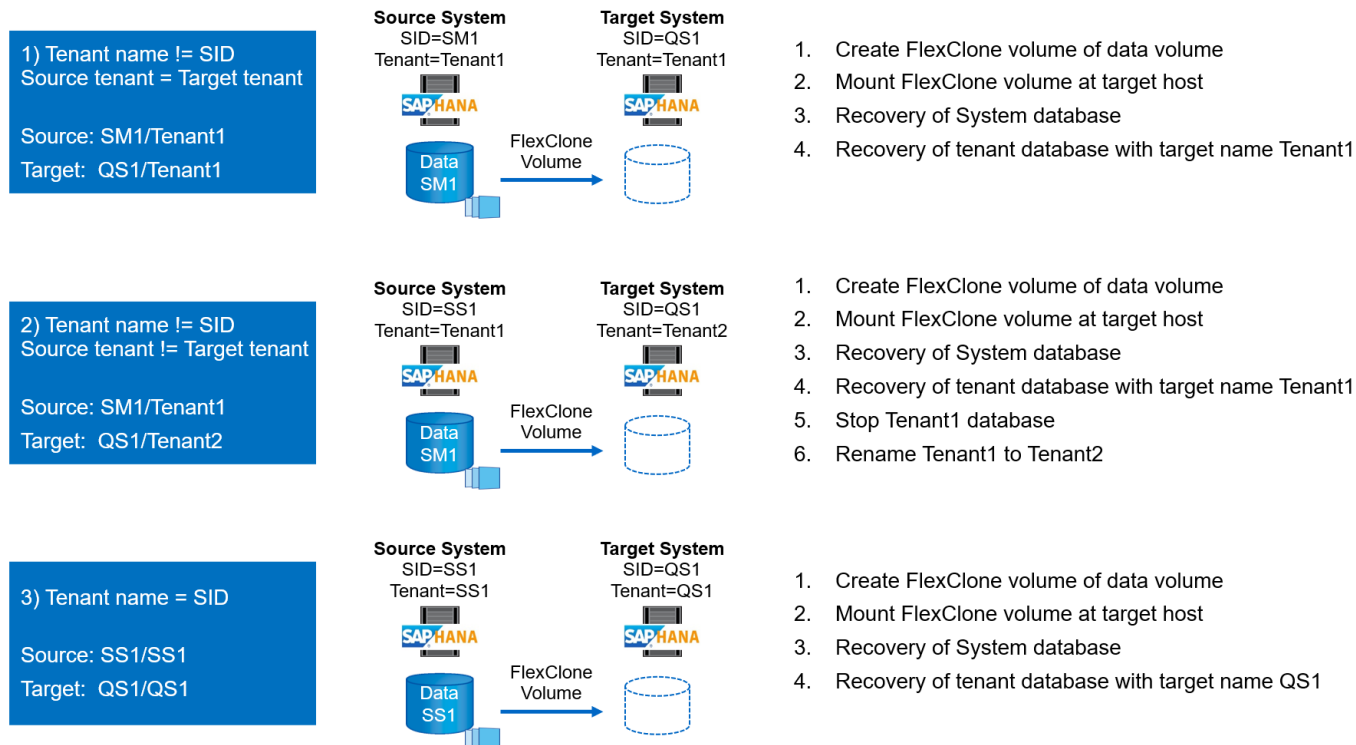 1) Tenant name != SID
Source tenant = Target tenant
Source: SM1/Tenant1
Target: QS1/Tenant1
Source System
SID=SM1
Tenant=Tenant1
SAP HANA
Data
SM1
FlexClone
Volume
Target System
SID=QS1
Tenant=Tenant1
SAP HANA
1. Create FlexClone volume of data volume
2. Mount FlexClone volume at target host
3. Recovery of System database
4. Recovery of tenant database with target name Tenant1
2) Tenant name != SID
Source tenant != Target tenant
Source: SM1/Tenant1
Target: QS1/Tenant2
Source System
SID=SS1
Tenant=Tenant1
SAP HANA
Data
SM1
FlexClone
Volume
Target System
SID=QS1
Tenant=Tenant2
SAP HANA
1. Create FlexClone volume of data volume
2. Mount FlexClone volume at target host
3. Recovery of System database
4. Recovery of tenant database with target name Tenant1
5. Stop Tenant1 database
6. Rename Tenant1 to Tenant2
3) Tenant name = SID
Source: SS1/SS1
Target: QS1/QS1
Source System
SID=SS1
Tenant=SS1
SAP HANA
Data
SS1
FlexClone
Volume
Target System
SID=QS1
Tenant=QS1
SAP HANA
1. Create FlexClone volume of data volume
2. Mount FlexClone volume at target host
3. Recovery of System database
4. Recovery of tenant database with target name QS1